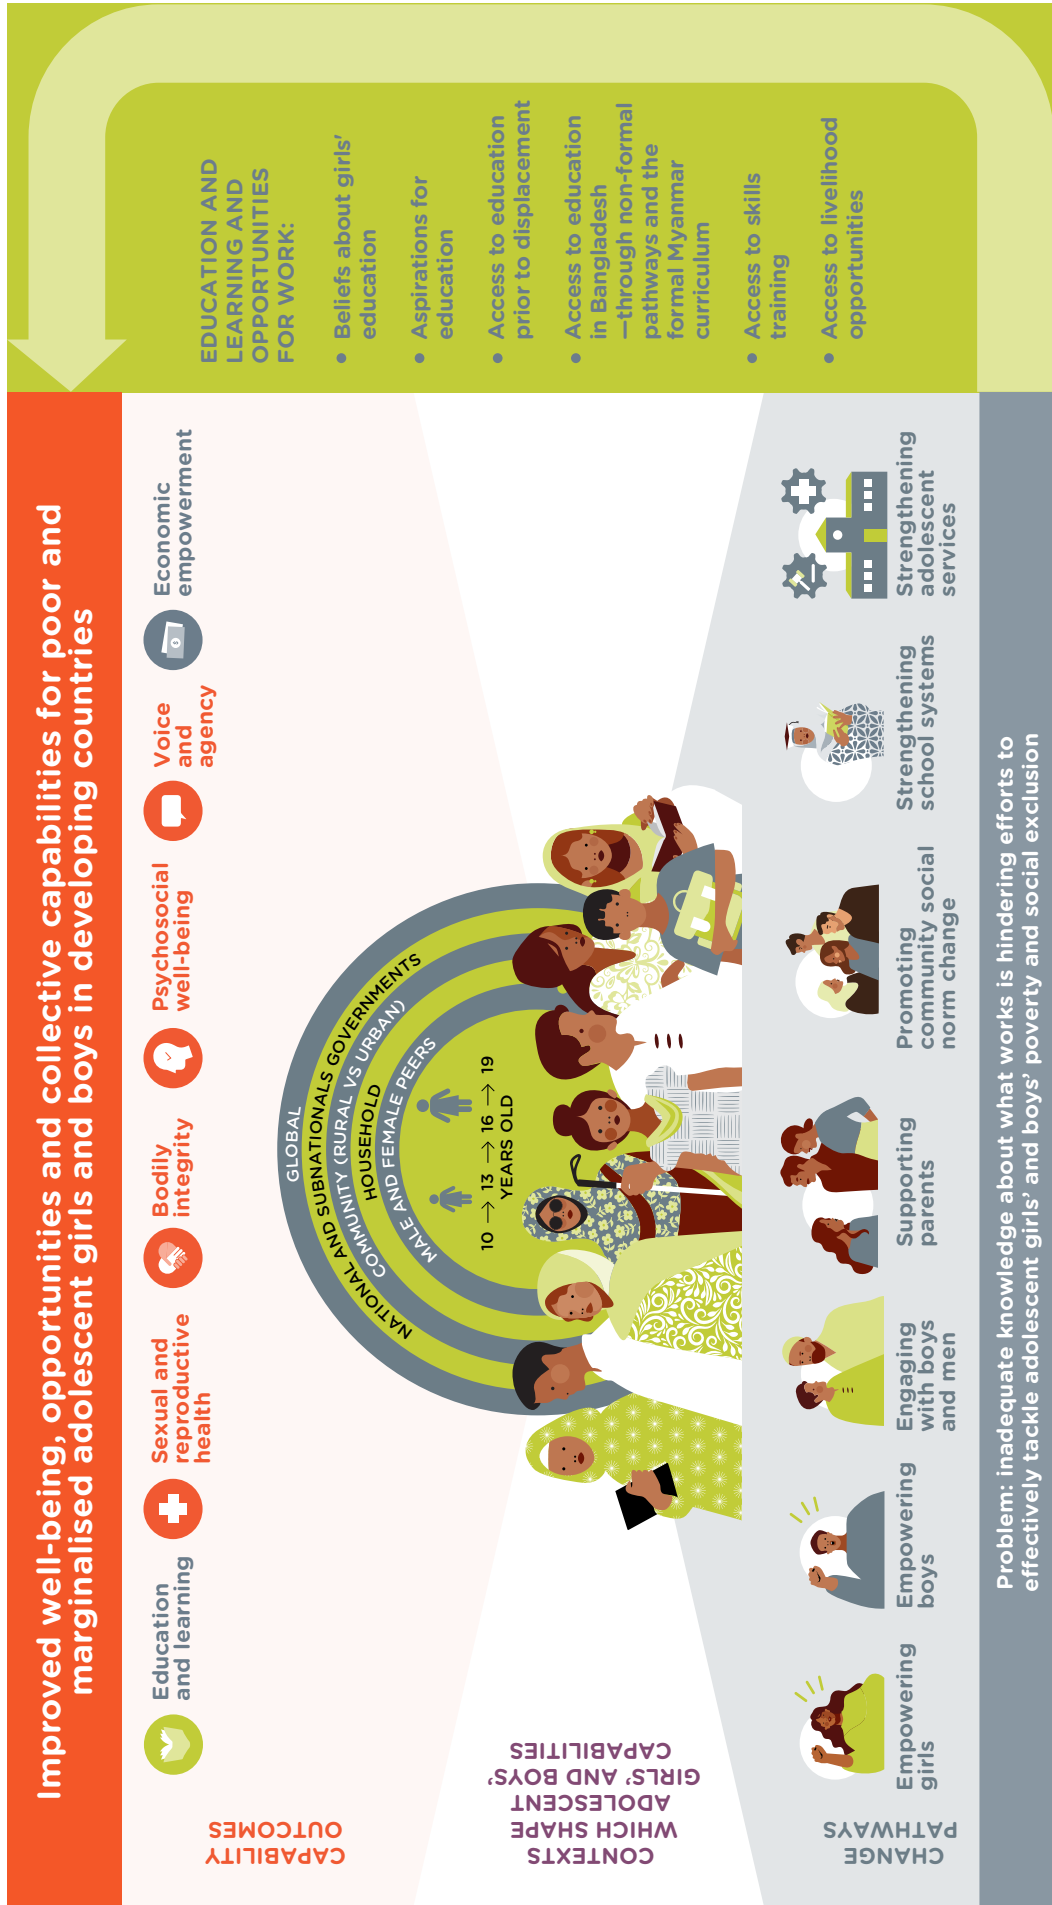 Improved well-being, opportunities and collective capabilities for poor and
marginalised adolescent girls and boys in developing countries
CAPABILITY
OUTCOMES
Education
and learning
Sexual and
reproductive
health
Bodily
integrity
Psychosocial
well-being
Voice
and
agency
Economic
empowerment
CONTEXTS
WHICH SHAPE
ADOLESCENT
GIRLS' AND BOYS'
CAPABILITIES
GLOBAL
NATIONAL AND SUBNATIONALS GOVERNMENTS
COMMUNITY (RURAL VS URBAN)
HOUSEHOLD
MALE AND FEMALE PEERS
10 → 13 → 16 → 19
YEARS OLD
CHANGE
PATHWAYS
Empowering
girls
Empowering
boys
Engaging
with boys
and men
Supporting
parents
Promoting
community social
norm change
Strengthening
school systems
Strengthening
adolescent
services
Problem: inadequate knowledge about what works is hindering efforts to
effectively tackle adolescent girls' and boys' poverty and social exclusion
EDUCATION AND
LEARNING AND
OPPORTUNITIES
FOR WORK:
• Beliefs about girls'
education
• Aspirations for
education
• Access to education
prior to displacement
• Access to education
in Bangladesh
—through non-formal
pathways and the
formal Myanmar
curriculum
• Access to skills
training
• Access to livelihood
opportunities